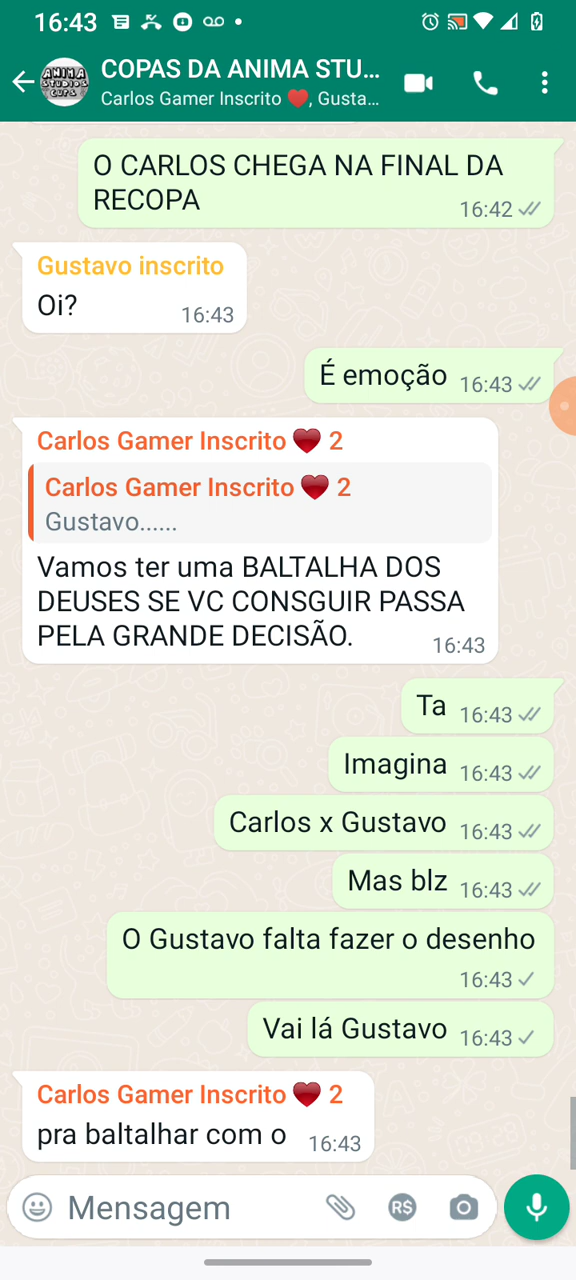 16:43
ANIMA
STUDIOS
CUPS
COPAS DA ANIMA STU...
Carlos Gamer Inscrito ❤️, Gusta...
O CARLOS CHEGA NA FINAL DA
RECOPA
16:42
Gustavo inscrito
Oi?
16:43
É emoção 16:43
Carlos Gamer Inscrito ❤️ 2
Carlos Gamer Inscrito ❤️ 2
Gustavo......
Vamos ter uma BALTALHA DOS
DEUSES SE VC CONSGUIR PASSA
PELA GRANDE DECISÃO.
16:43
Ta 16:43
Imagina 16:43
Carlos x Gustavo 16:43
Mas blz 16:43
O Gustavo falta fazer o desenho
16:43
Vai lá Gustavo 16:43
Carlos Gamer Inscrito ❤️ 2
pra baltalhar com o 16:43
Mensagem R$